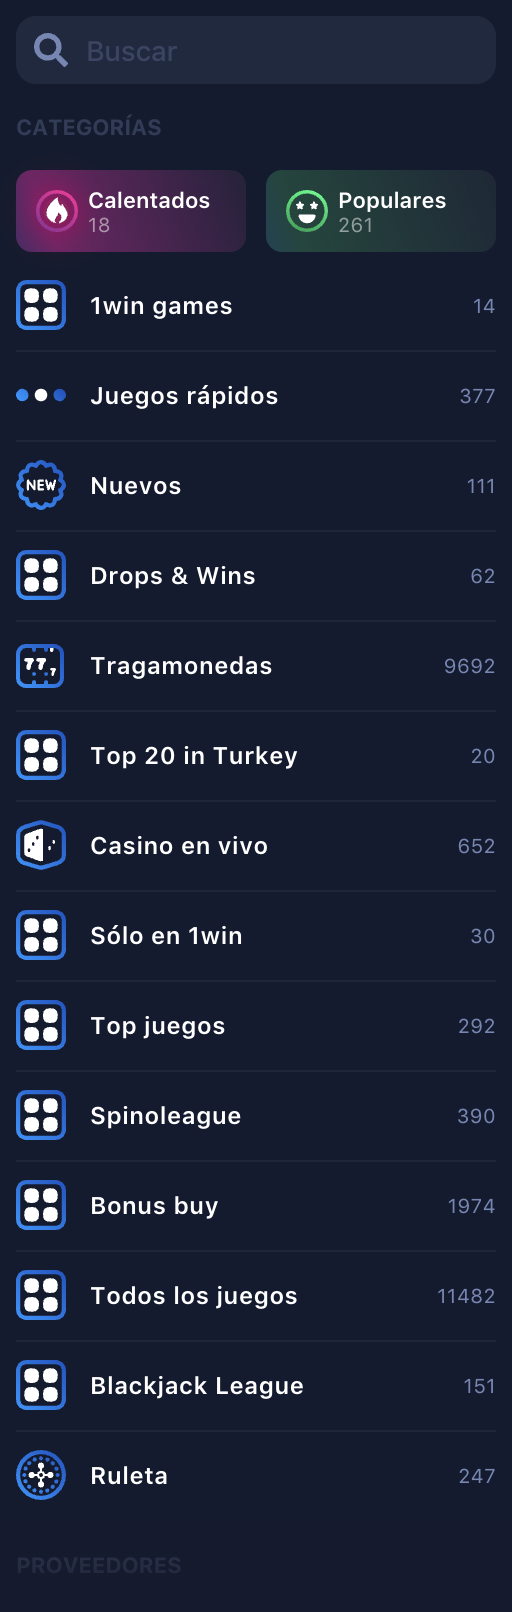 Buscar
CATEGORÍAS
Calentados
18
Populares
261
1win games 14
Juegos rápidos 377
NEW Nuevos 111
Drops & Wins 62
77 7 Tragamonedas 9692
Top 20 in Turkey 20
Casino en vivo 652
Sólo en 1win 30
Top juegos 292
Spinoleague 390
Bonus buy 1974
Todos los juegos 11482
Blackjack League 151
Ruleta 247
PROVEEDORES